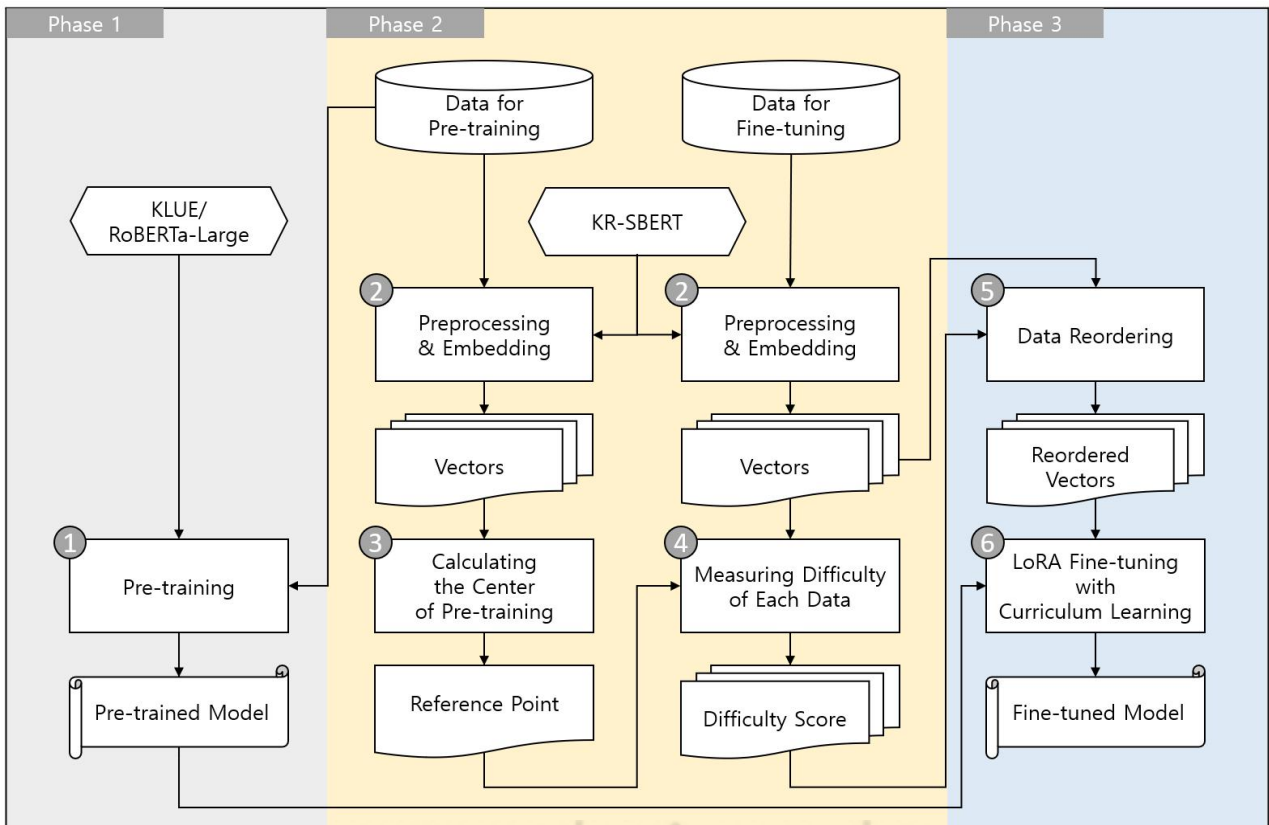 Phase 1
Phase 2
Phase 3
Data for
Pre-training
Data for
Fine-tuning
KLUE/
RoBERTa-Large
KR-SBERT
2
Preprocessing
& Embedding
2
Preprocessing
& Embedding
5
Data Reordering
Vectors
Vectors
Reordered
Vectors
1
Pre-training
3
Calculating
the Center
of Pre-training
4
Measuring Difficulty
of Each Data
6
LoRA Fine-tuning
with
Curriculum Learning
Pre-trained Model
Reference Point
Difficulty Score
Fine-tuned Model